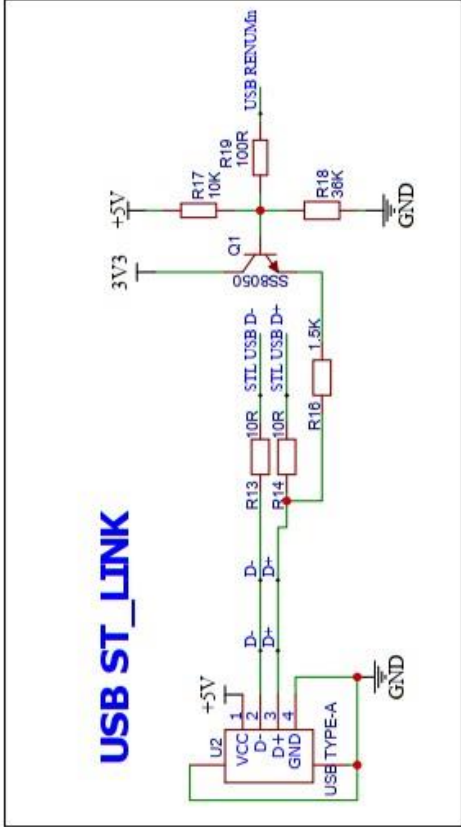 USB ST_LINK
+5V
U2
VCC
1
D-
2
D+
3
GND
4
USB TYPE-A
GND
D-
D+
D-
D+
R13
10R
R14
10R
STL USB D-
STL USB D+
R16
1.5K
3V3
Q1
SS8050
+5V
R17
10K
R19
100R
USB RENUMn
R18
36K
GND